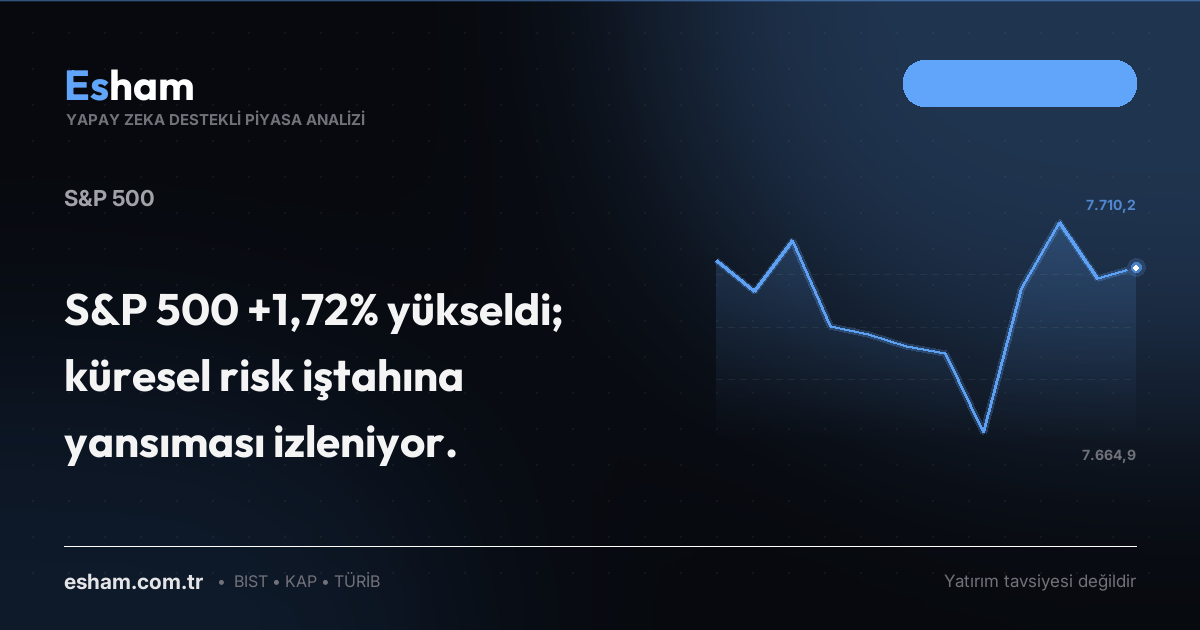 Esham
YAPAY ZEKA DESTEKLİ PİYASA ANALİZİ
S&P 500
7.710,2
S&P 500 +1,72% yükseldi;
küresel risk iştahına
yansıması izleniyor.
7.664,9
esham.com.tr • BIST • KAP • TÜRİB
Yatırım tavsiyesi değildir